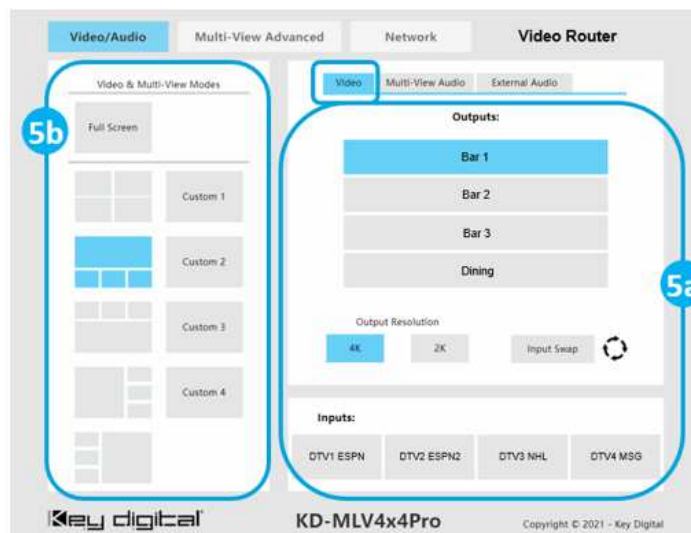 Video/Audio
Multi-View Advanced
Network
Video Router
Video & Multi-View Modes
5b
Full Screen
Custom 1
Custom 2
Custom 3
Custom 4
Video
Multi-View Audio
External Audio
Outputs:
Bar 1
Bar 2
Bar 3
Dining
5a
Output Resolution
4K
2K
Input Swap
Inputs:
DTV1 ESPN
DTV2 ESPN2
DTV3 NHL
DTV4 MSG
Key digital
KD-MLV4x4Pro
Copyright © 2021 - Key Digital